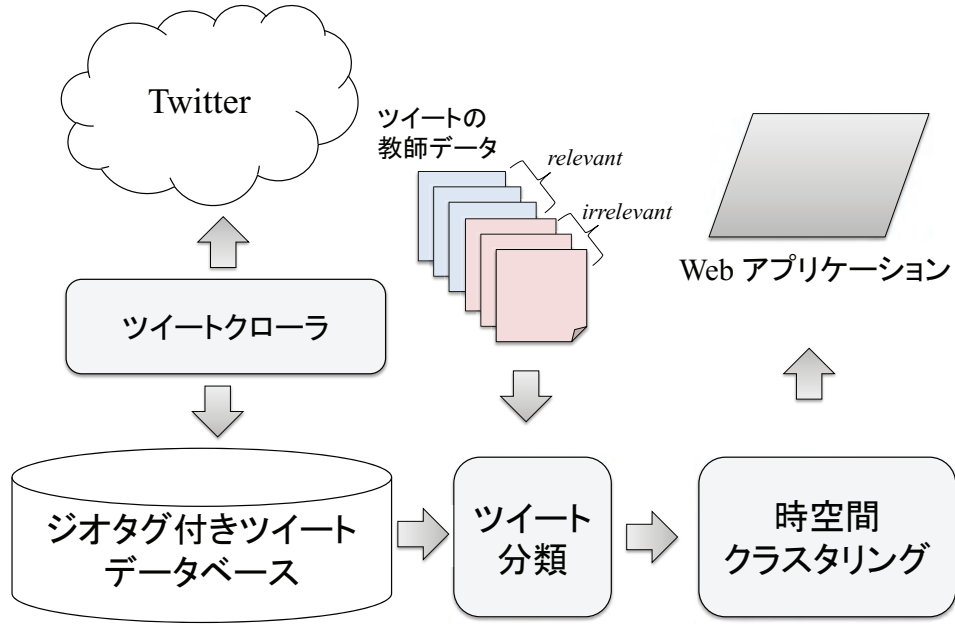 Twitter
ツイートの
教師データ
relevant
irrelevant
Web アプリケーション
ツイートクローラ
ジオタグ付きツイート
データベース
ツイート
分類
時空間
クラスタリング